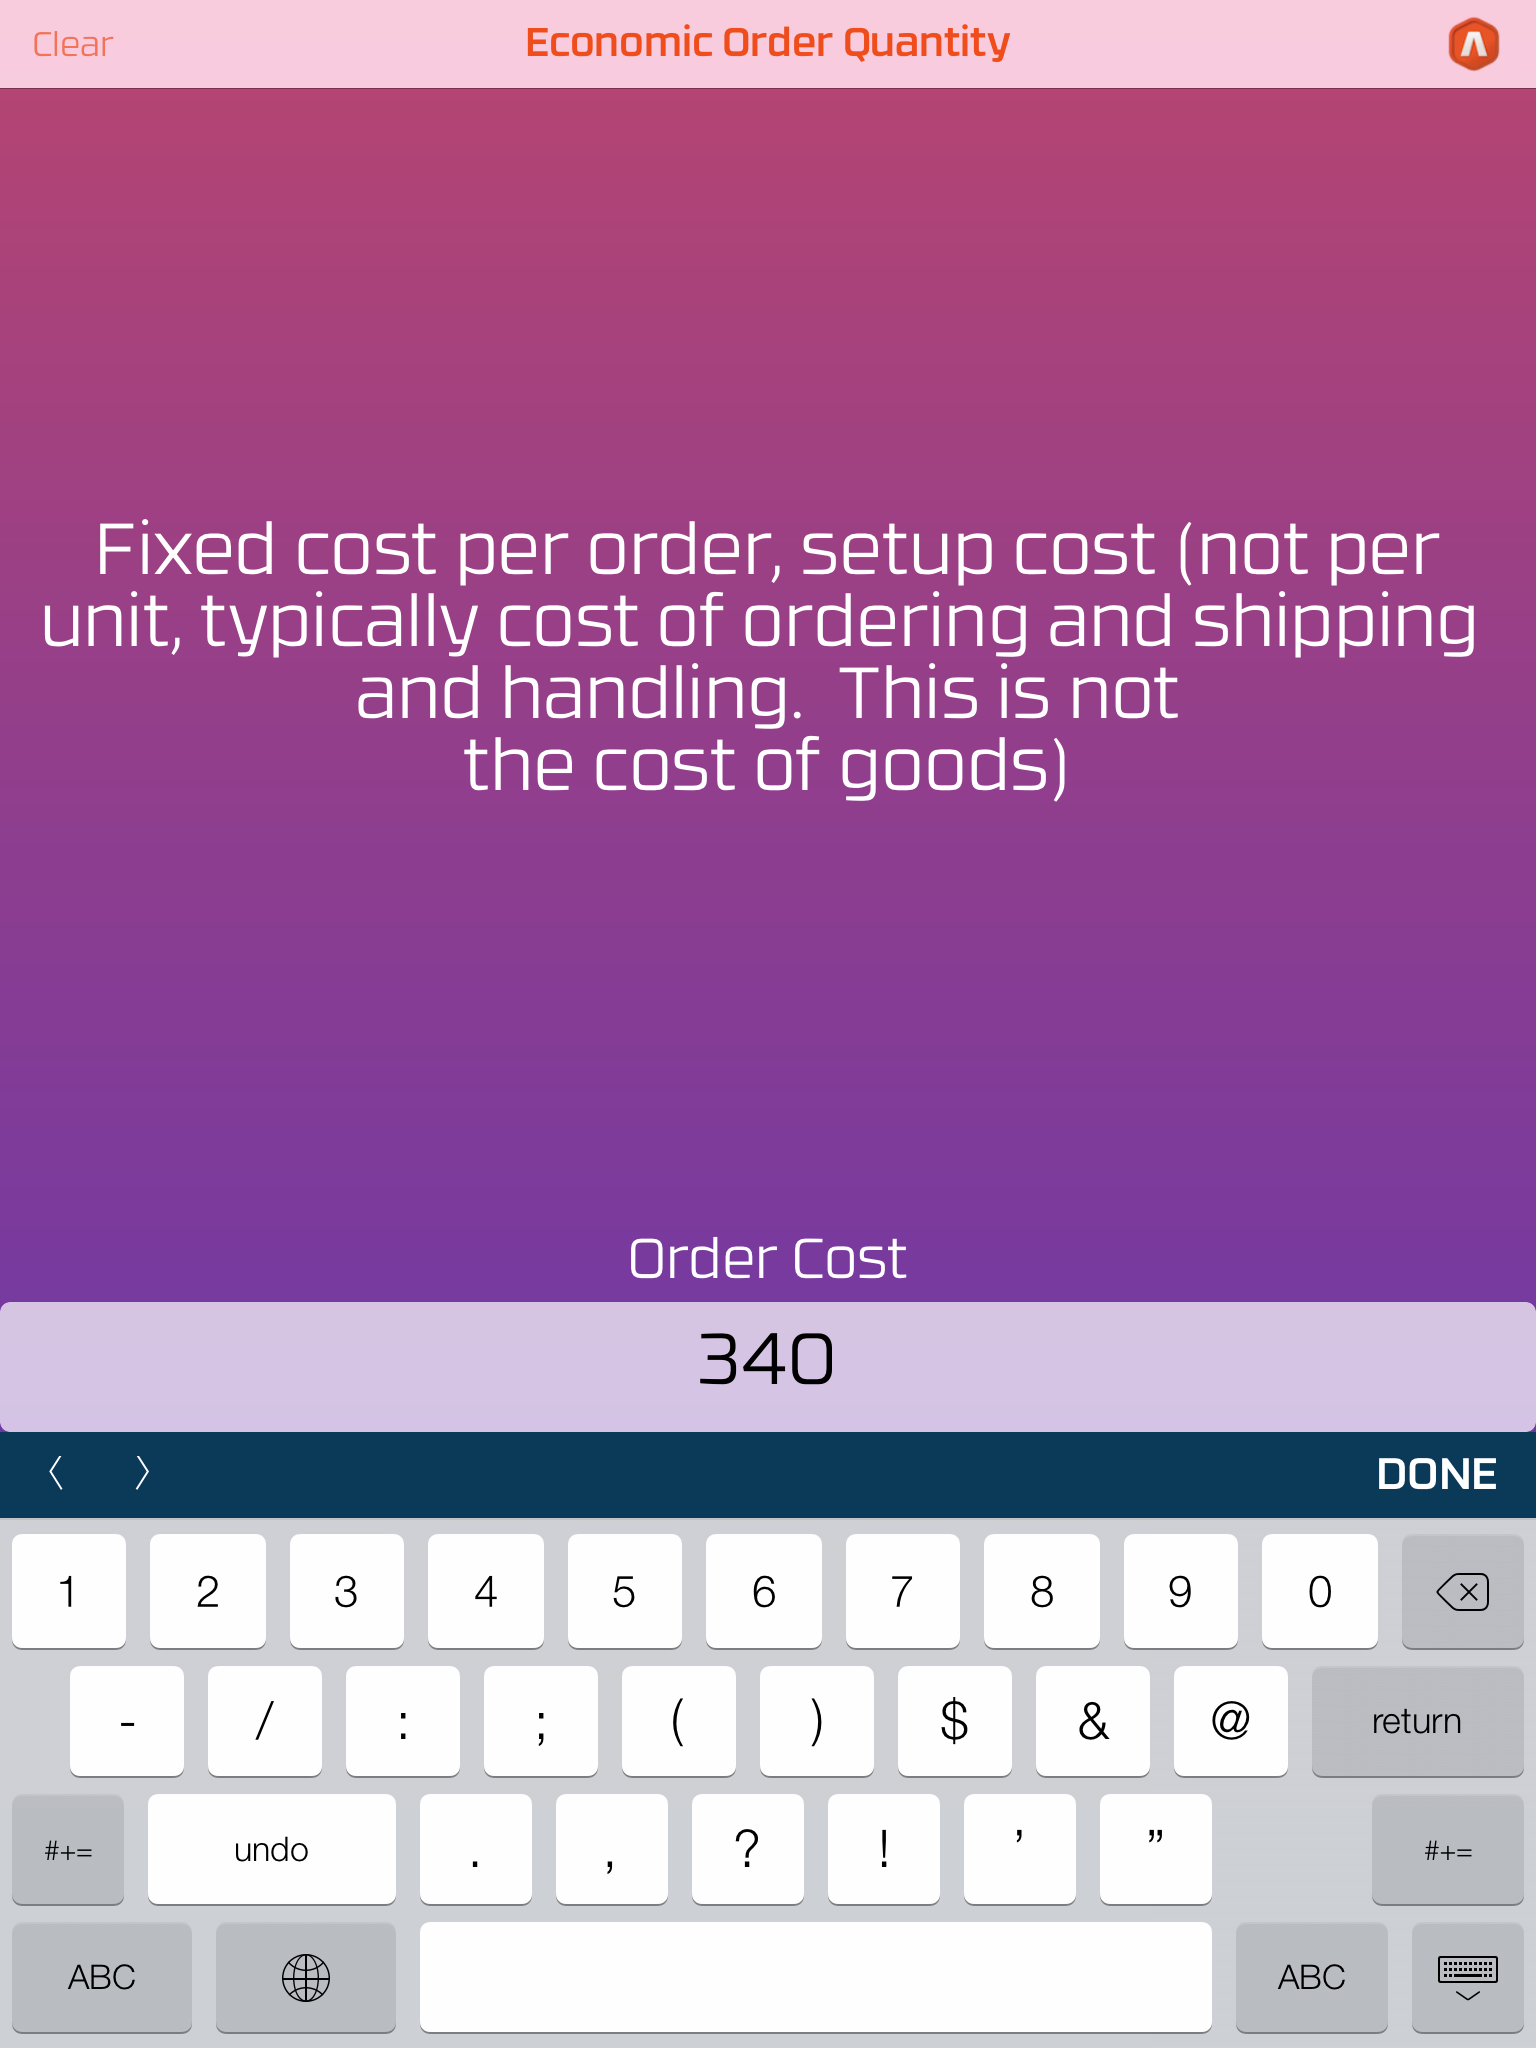 Clear
Economic Order Quantity
Fixed cost per order, setup cost (not per
unit, typically cost of ordering and shipping
and handling.  This is not
the cost of goods)
Order Cost
340
DONE
1 2 3 4 5 6 7 8 9 0
- / : ; ( ) $ & @ return
#+= undo . , ? ! ’ ” #+=
ABC ABC